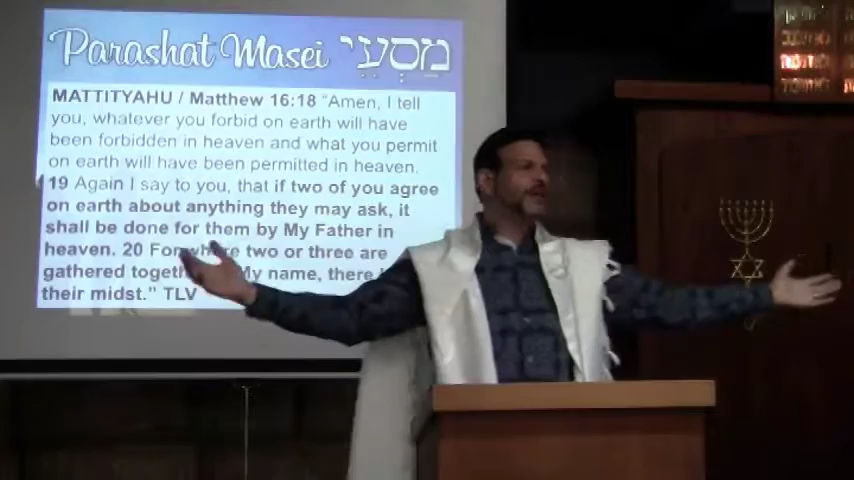 Parashat Masei מַסְעֵי
MATTITYAHU / Matthew 16:18 “Amen, I tell
you, whatever you forbid on earth will have
been forbidden in heaven and what you permit
on earth will have been permitted in heaven.
19 Again I say to you, that if two of you agree
on earth about anything they may ask, it
shall be done for them by My Father in
heaven. 20 For where two or three are
gathered together My name, there
their midst.” TLV